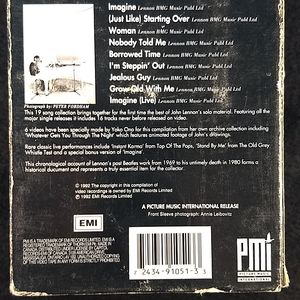 Imagine Lennon BMG Music Publ Ltd
(Just Like) Starting Over Lennon BMG Music Publ Ltd
Woman Lennon BMG Music Publ Ltd
Nobody Told Me Lennon BMG Music Publ Ltd
Borrowed Time Lennon BMG Music Publ Ltd
I'm Steppin' Out Lennon BMG Music Publ Ltd
Jealous Guy Lennon BMG Music Publ Ltd
Grow Old With Me Lennon BMG Music Publ Ltd
Imagine (Live) Lennon BMG Music Publ Ltd
Photograph by: PETER FORDHAM
This 19 song collection brings together for the first time the best of John Lennon's solo material. Featuring all the
major single releases it includes 16 tracks never before released on video.
6 videos have been specially made by Yoko Ono for this compilation from her own archive collection including
'Whatever Gets You Through The Night' which features animated footage of John's drawings.
Rare classic live performances include 'Instant Karma' from Top Of The Pops, 'Stand By Me' from The Old Grey
Whistle Test and a special bonus version of 'Imagine'.
This chronological account of Lennon's post Beatles work from 1969 to his untimely death in 1980 forms a historical
document and represents a truly essential item for the collector.
℗ 1992 The copyright in this compilation of
video recordings is owned by EMI Records Limited
© 1992 EMI Records Limited
A PICTURE MUSIC INTERNATIONAL RELEASE
Front Sleeve photograph: Annie Leibovitz
EMI
7 24349 1051-3 3
PMI
PICTURE MUSIC
INTERNATIONAL